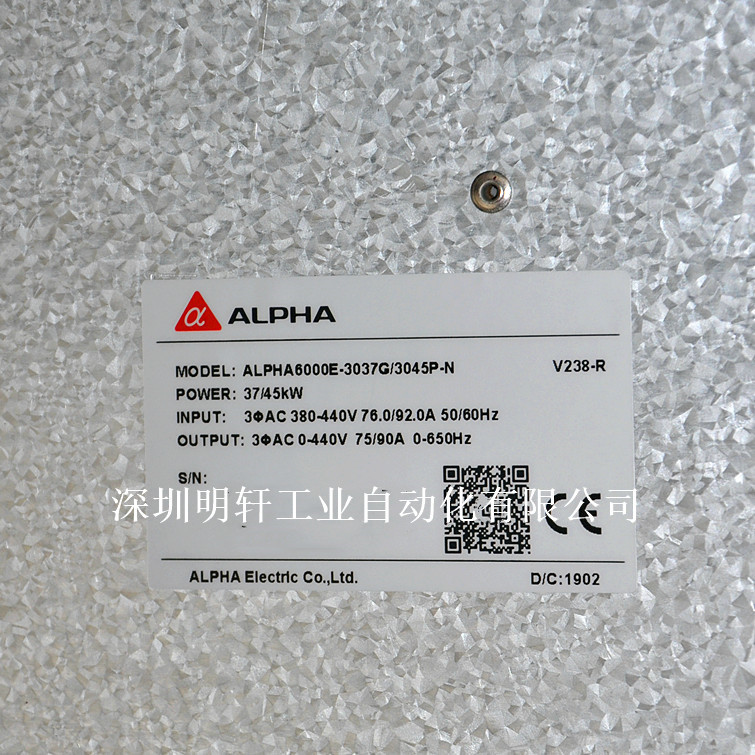 α ALPHA
MODEL: ALPHA6000E-3037G/3045P-N V238-R
POWER: 37/45kW
INPUT: 3ΦAC 380-440V 76.0/92.0A 50/60Hz
OUTPUT: 3ΦAC 0-440V 75/90A 0-650Hz
S/N:
深圳明轩工业自动化有限公司
CE
ALPHA Electric Co.,Ltd. D/C:1902